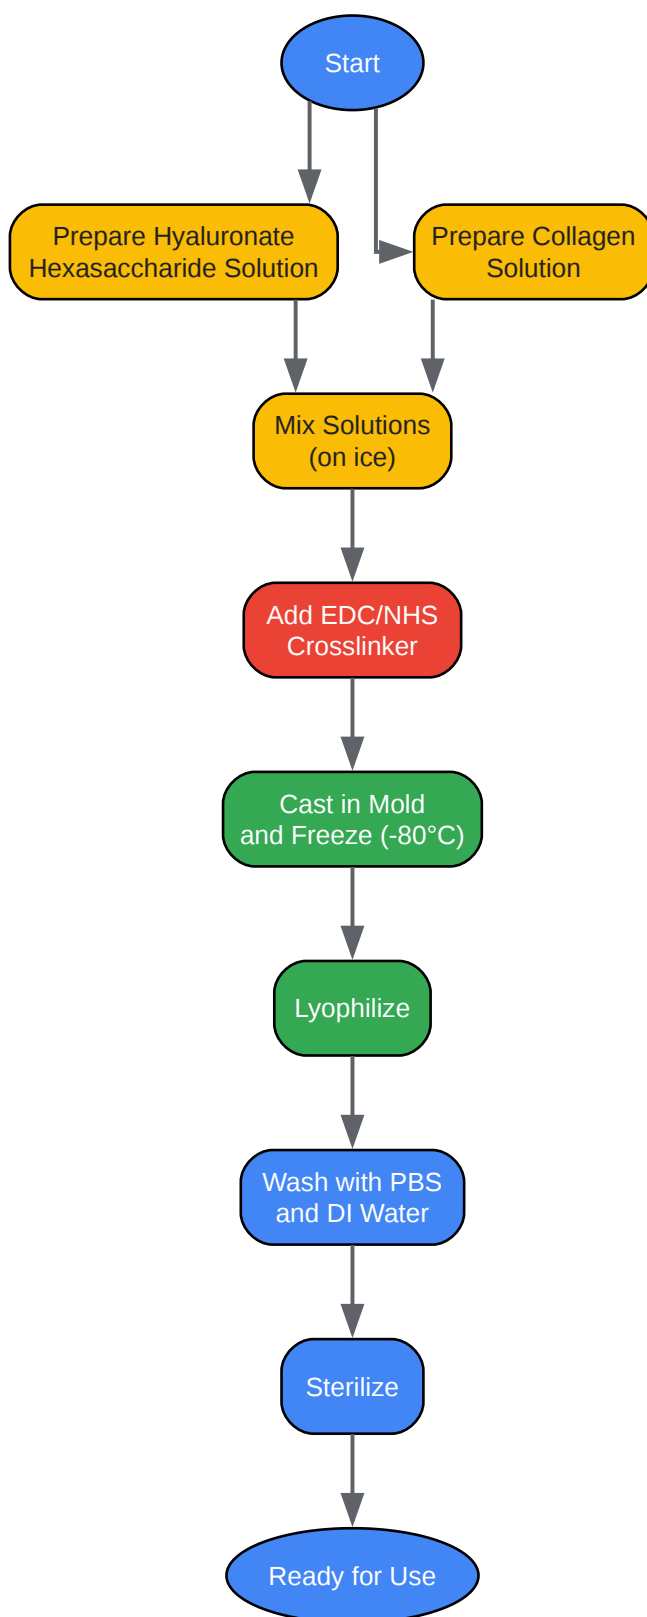 Start
Prepare Hyaluronate
Hexasaccharide Solution
Prepare Collagen
Solution
Mix Solutions
(on ice)
Add EDC/NHS
Crosslinker
Cast in Mold
and Freeze (-80°C)
Lyophilize
Wash with PBS
and DI Water
Sterilize
Ready for Use